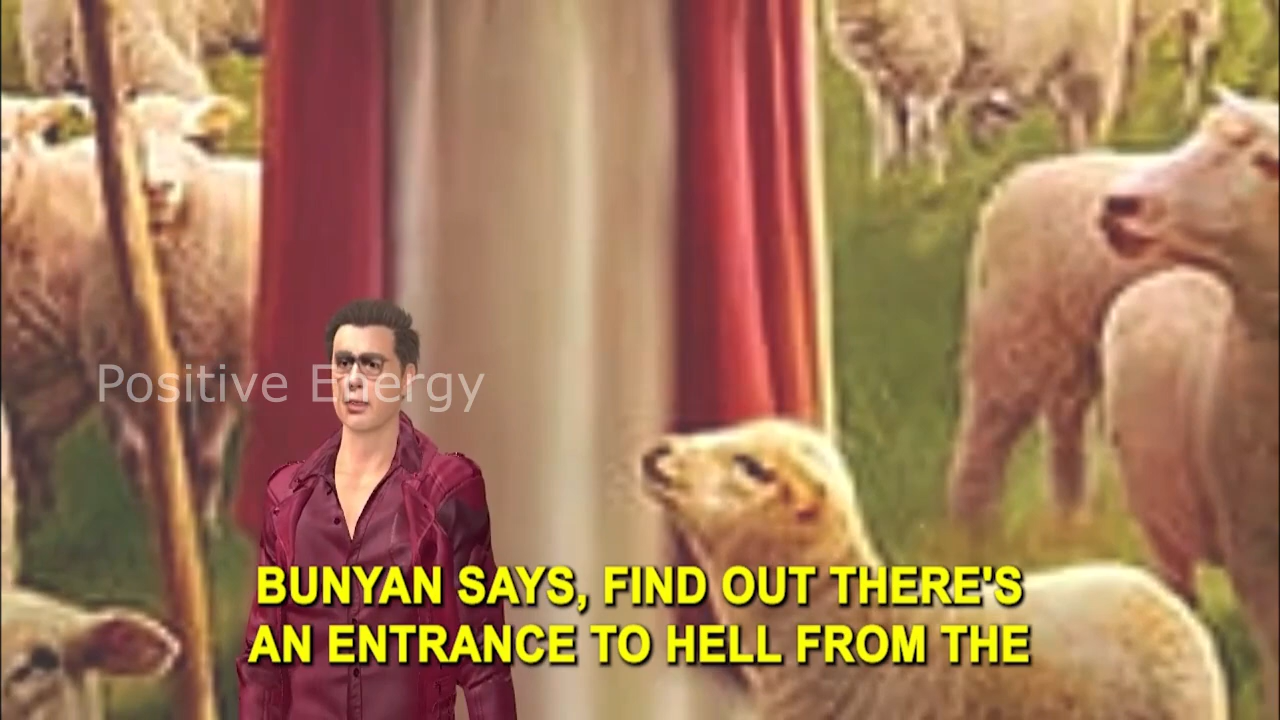 Positive Energy
BUNYAN SAYS, FIND OUT THERE'S
AN ENTRANCE TO HELL FROM THE